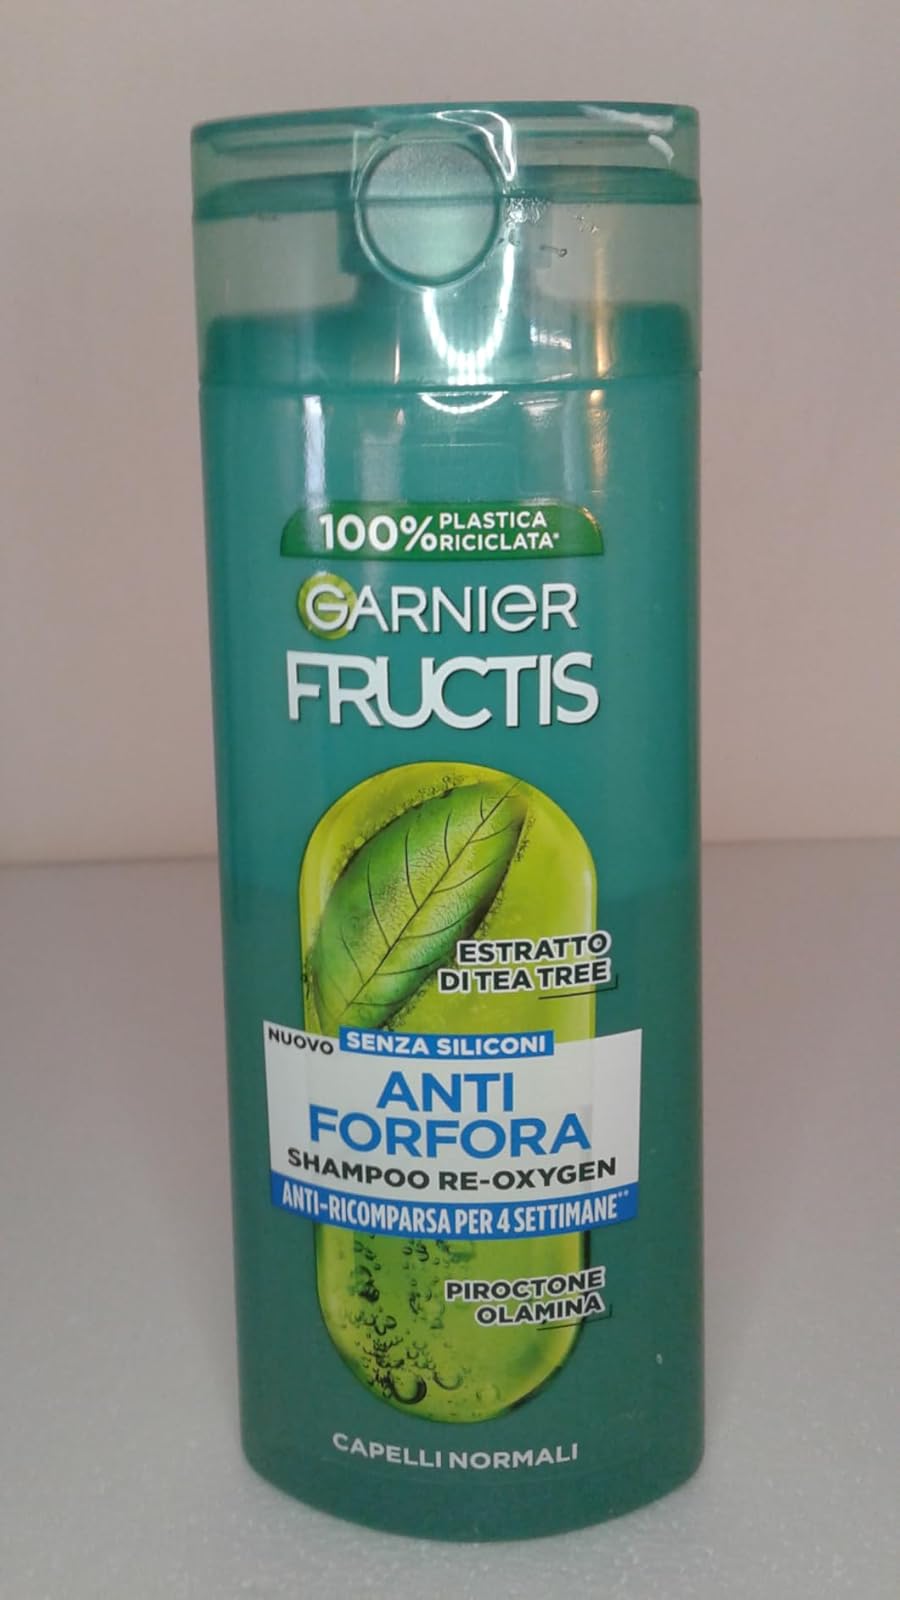 100% PLASTICA
RICICLATA*
GARNIER
FRUCTIS
ESTRATTO
DI TEA TREE
NUOVO SENZA SILICONI
ANTI
FORFORA
SHAMPOO RE-OXYGEN
ANTI-RICOMPARSA PER 4 SETTIMANE**
PIROCTONE
OLAMINA
CAPELLI NORMALI